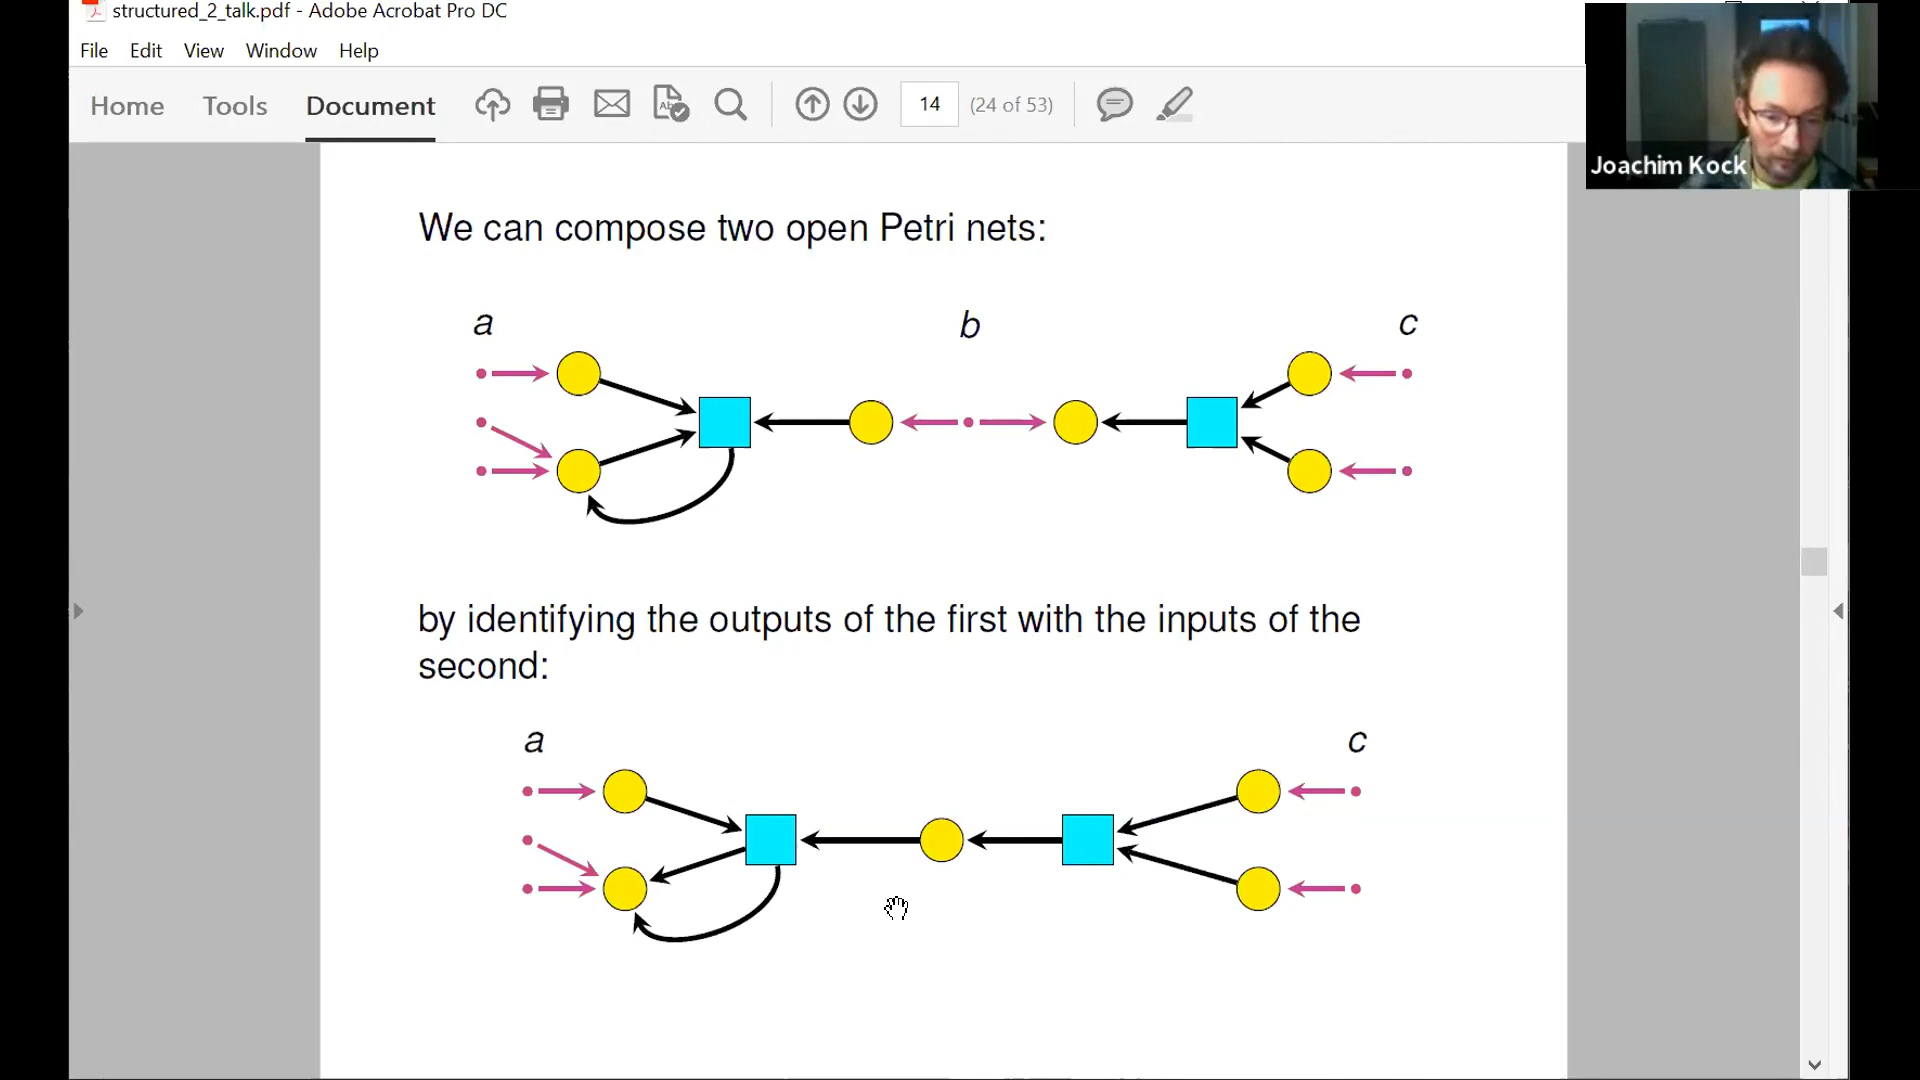 structured_2_talk.pdf - Adobe Acrobat Pro DC
File Edit View Window Help
Home Tools Document 14 (24 of 53)
Joachim Kock
We can compose two open Petri nets:
a b c
by identifying the outputs of the first with the inputs of the
second:
a c